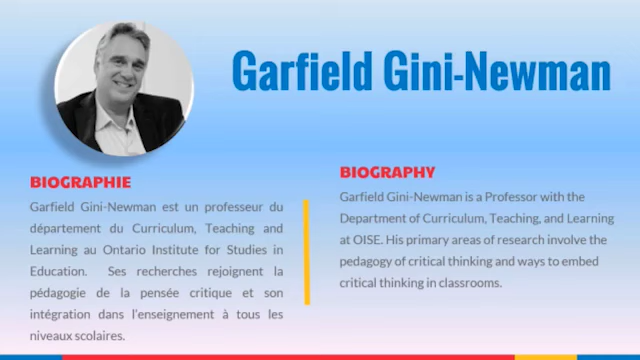 Garfield Gini-Newman
BIOGRAPHIE
Garfield Gini-Newman est un professeur du
département du Curriculum, Teaching and
Learning au Ontario Institute for Studies in
Education. Ses recherches rejoignent la
pédagogie de la pensée critique et son
intégration dans l'enseignement à tous les
niveaux scolaires.
BIOGRAPHY
Garfield Gini-Newman is a Professor with the
Department of Curriculum, Teaching, and Learning
at OISE. His primary areas of research involve the
pedagogy of critical thinking and ways to embed
critical thinking in classrooms.